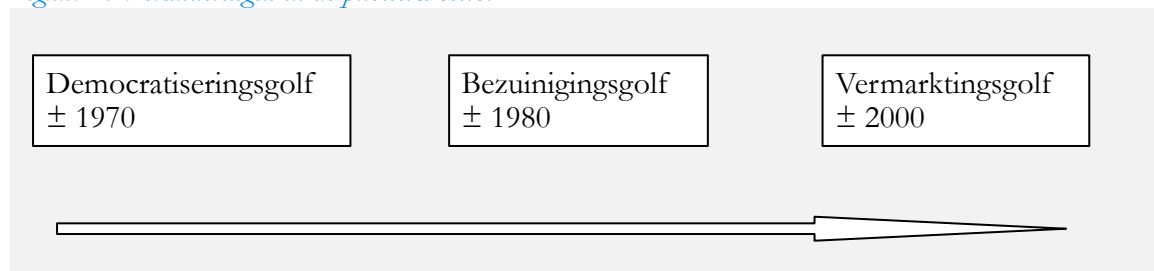 Democratiseringsgolf
± 1970
Bezuinigingsgolf
± 1980
Vermarktingsgolf
± 2000